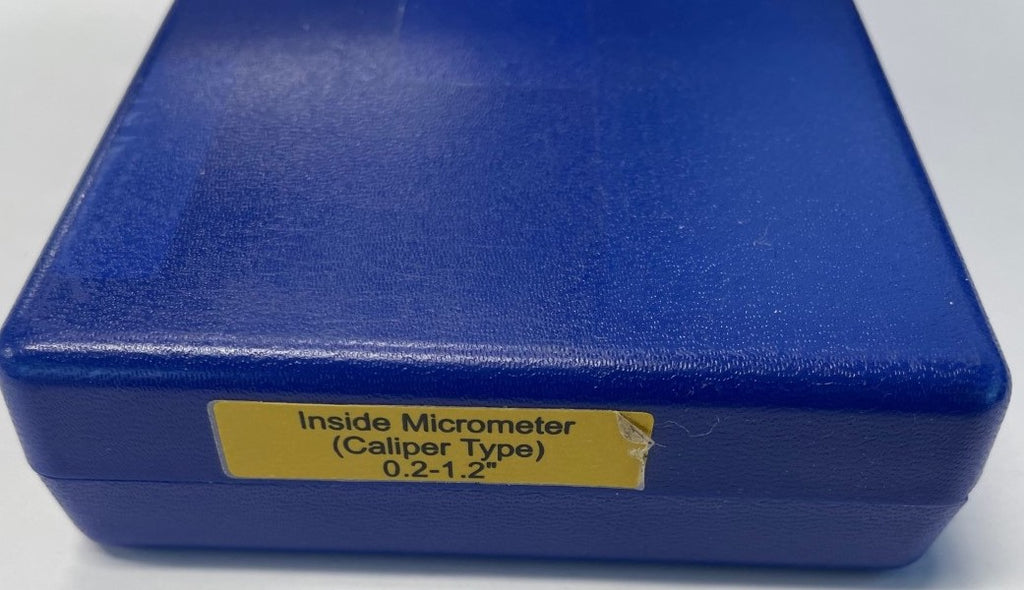 Inside Micrometer
(Caliper Type)
0.2-1.2"